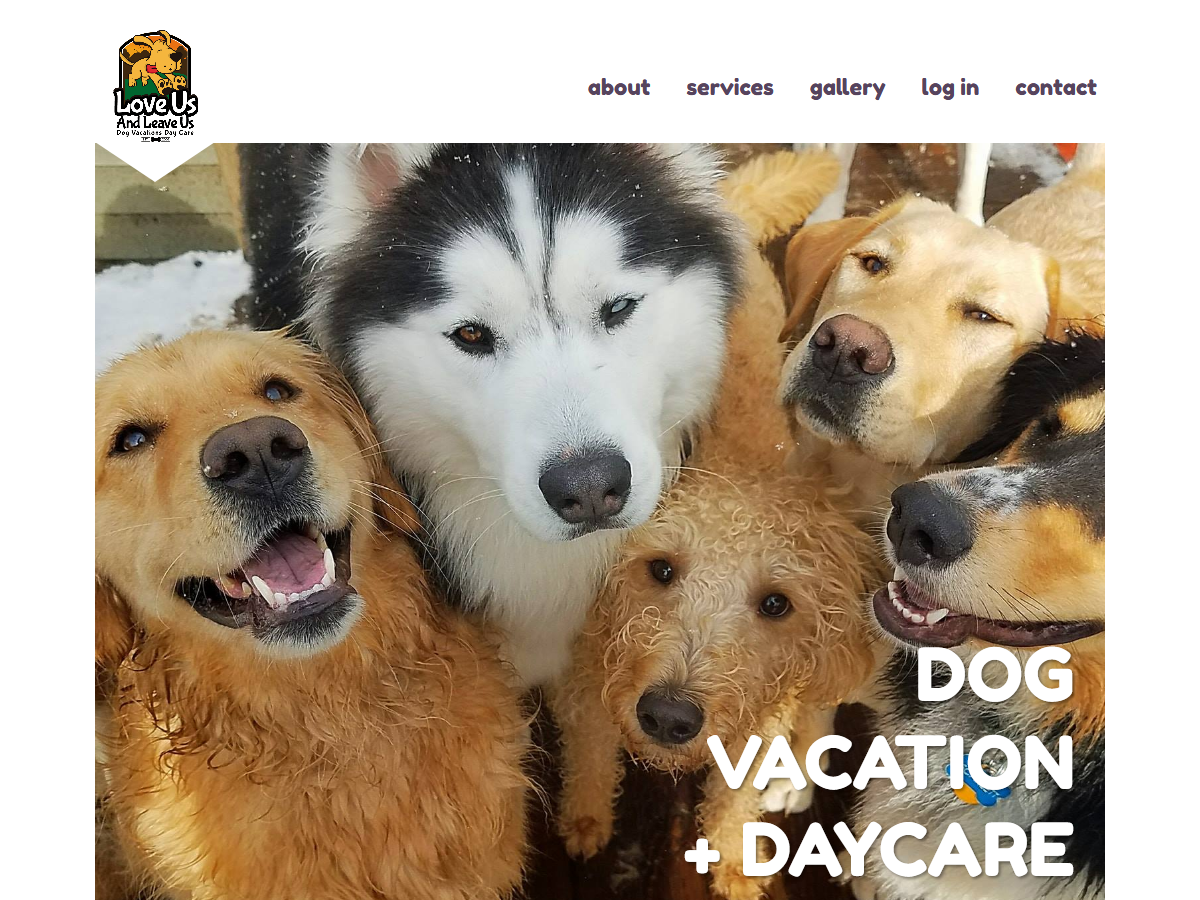 Love Us
And Leave Us
Dog Vacations Day Care
about services gallery log in contact
DOG
VACATION
+ DAYCARE